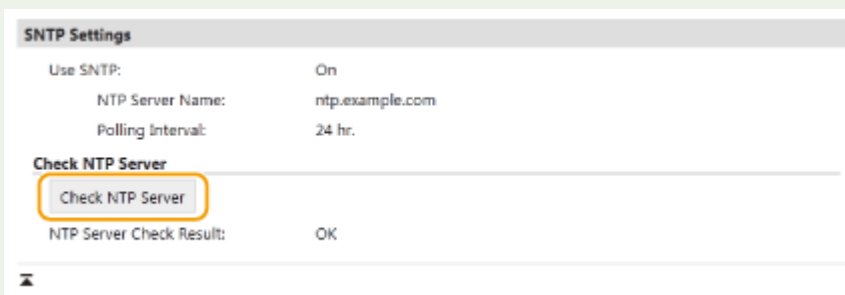 SNTP Settings
Use SNTP: On
NTP Server Name: ntp.example.com
Polling Interval: 24 hr.
Check NTP Server
Check NTP Server
NTP Server Check Result: OK